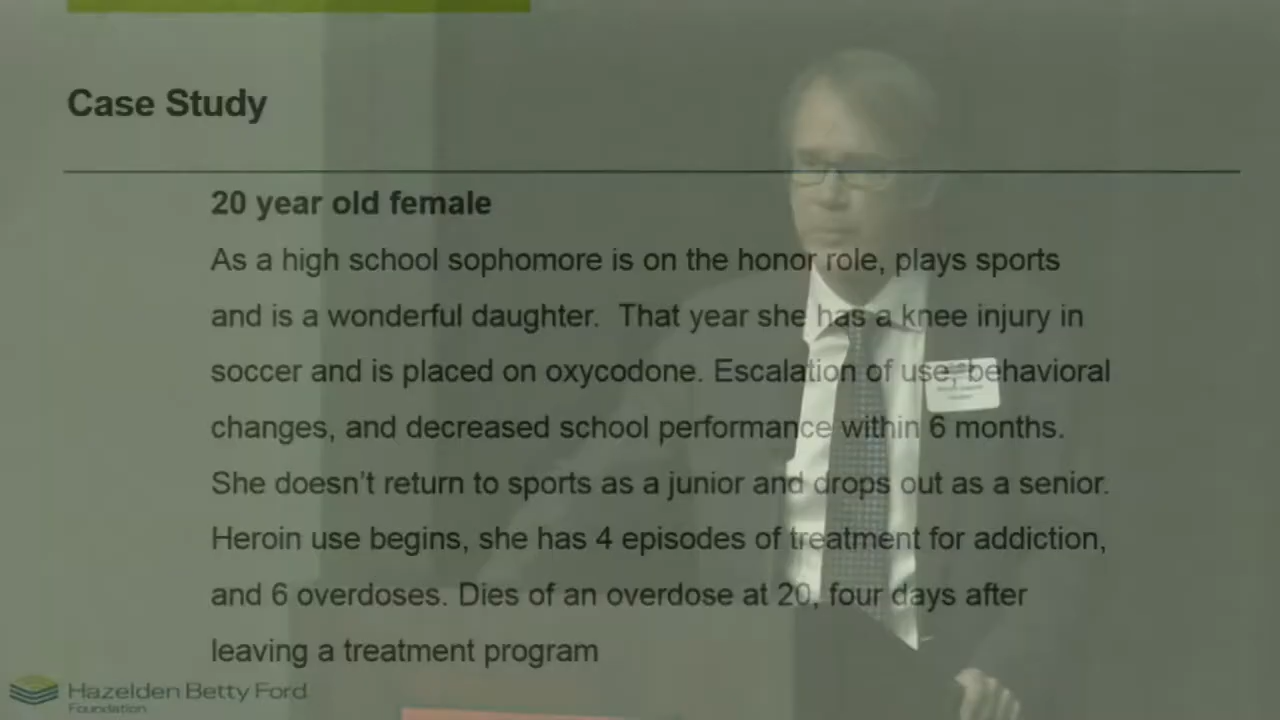 Case Study
20 year old female
As a high school sophomore is on the honor role, plays sports
and is a wonderful daughter.  That year she has a knee injury in
soccer and is placed on oxycodone. Escalation of use, behavioral
changes, and decreased school performance within 6 months.
She doesn't return to sports as a junior and drops out as a senior.
Heroin use begins, she has 4 episodes of treatment for addiction,
and 6 overdoses. Dies of an overdose at 20, four days after
leaving a treatment program
Hazelden Betty Ford
Foundation